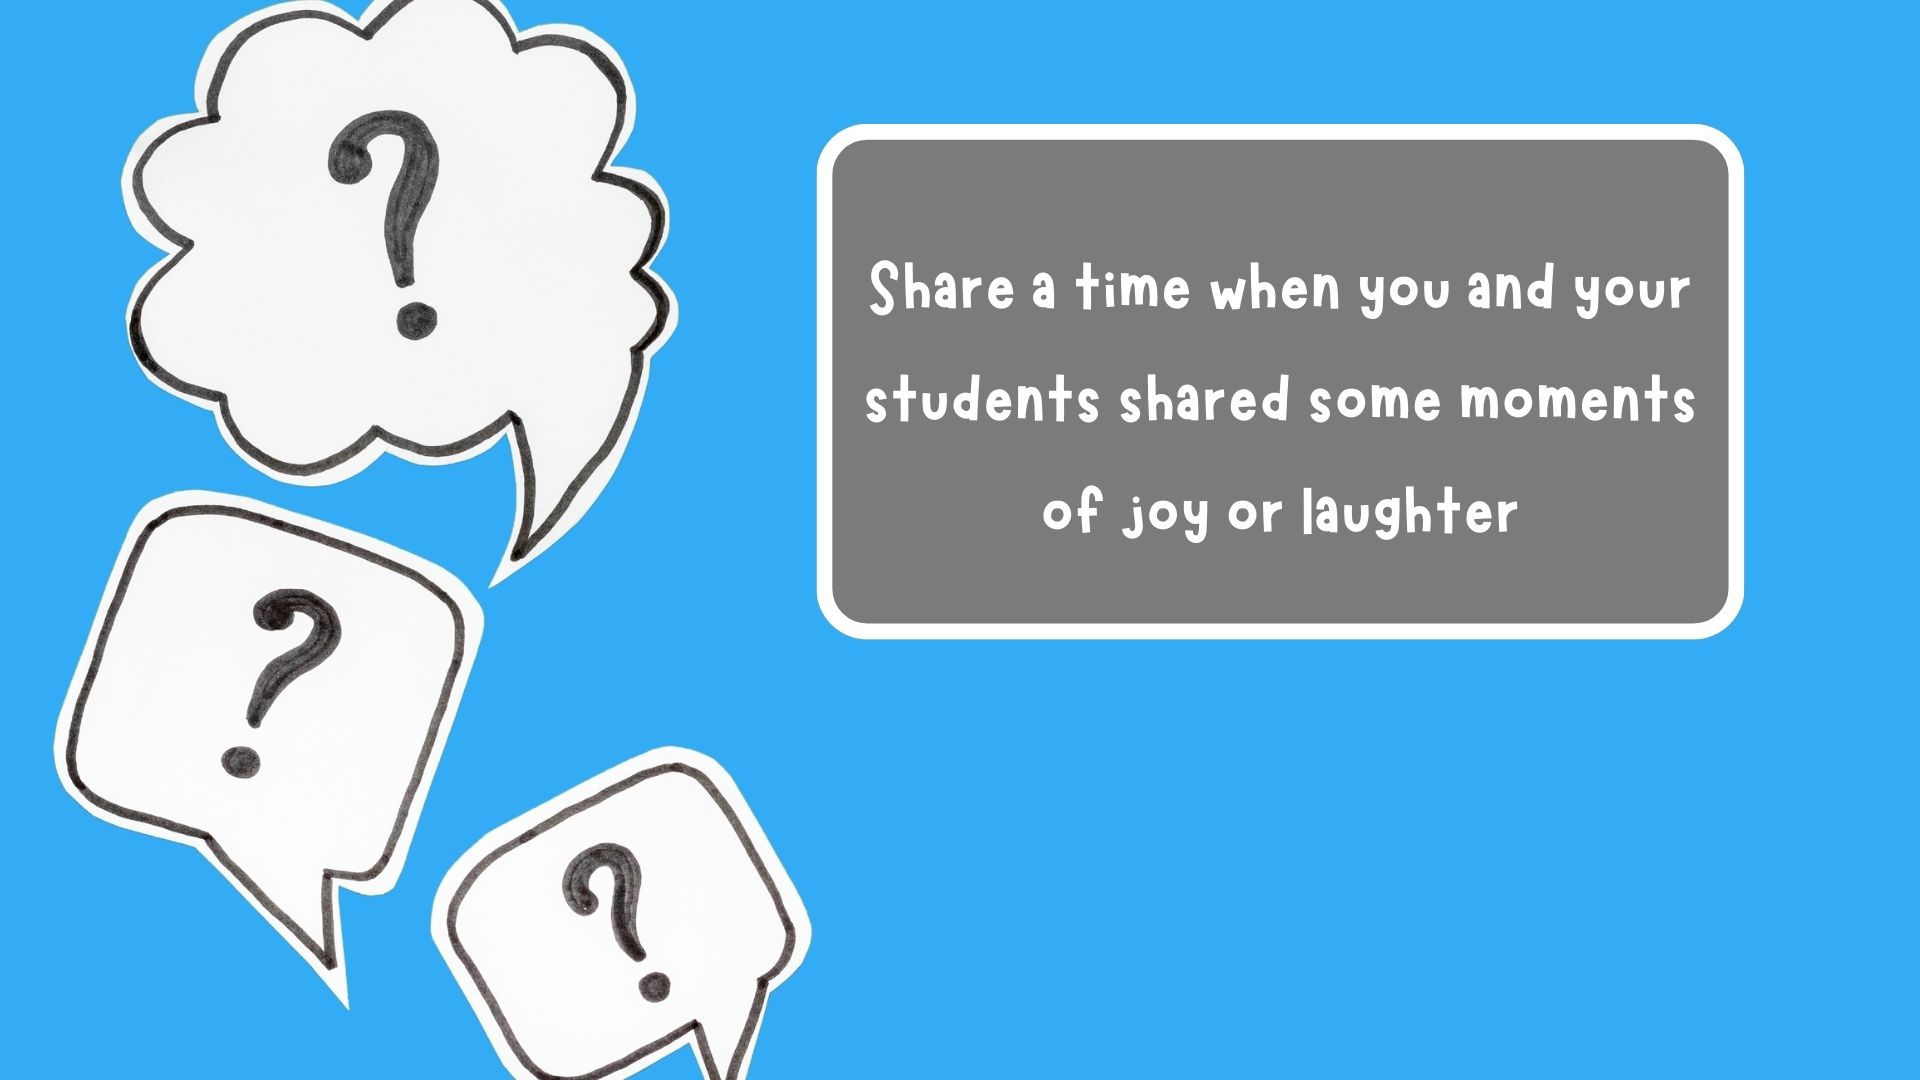 ?
?
?
Share a time when you and your
students shared some moments
of joy or laughter